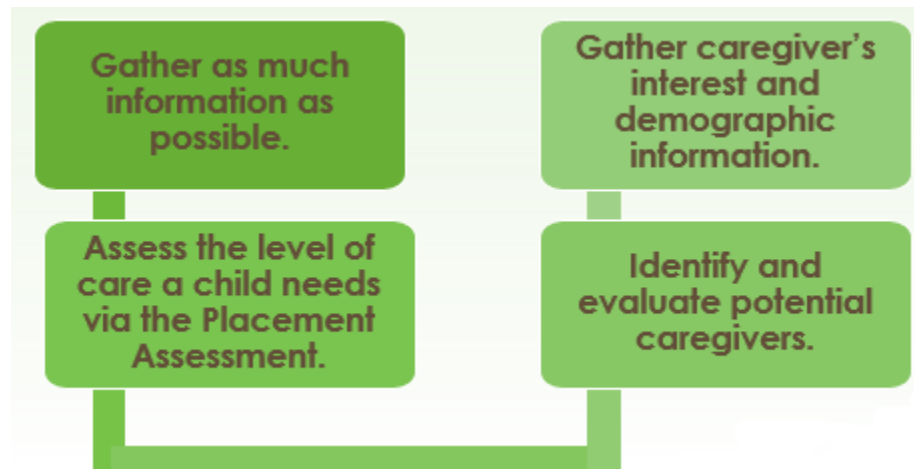 Gather as much
information as
possible.
Assess the level of
care a child needs
via the Placement
Assessment.
Gather caregiver's
interest and
demographic
information.
Identify and
evaluate potential
caregivers.